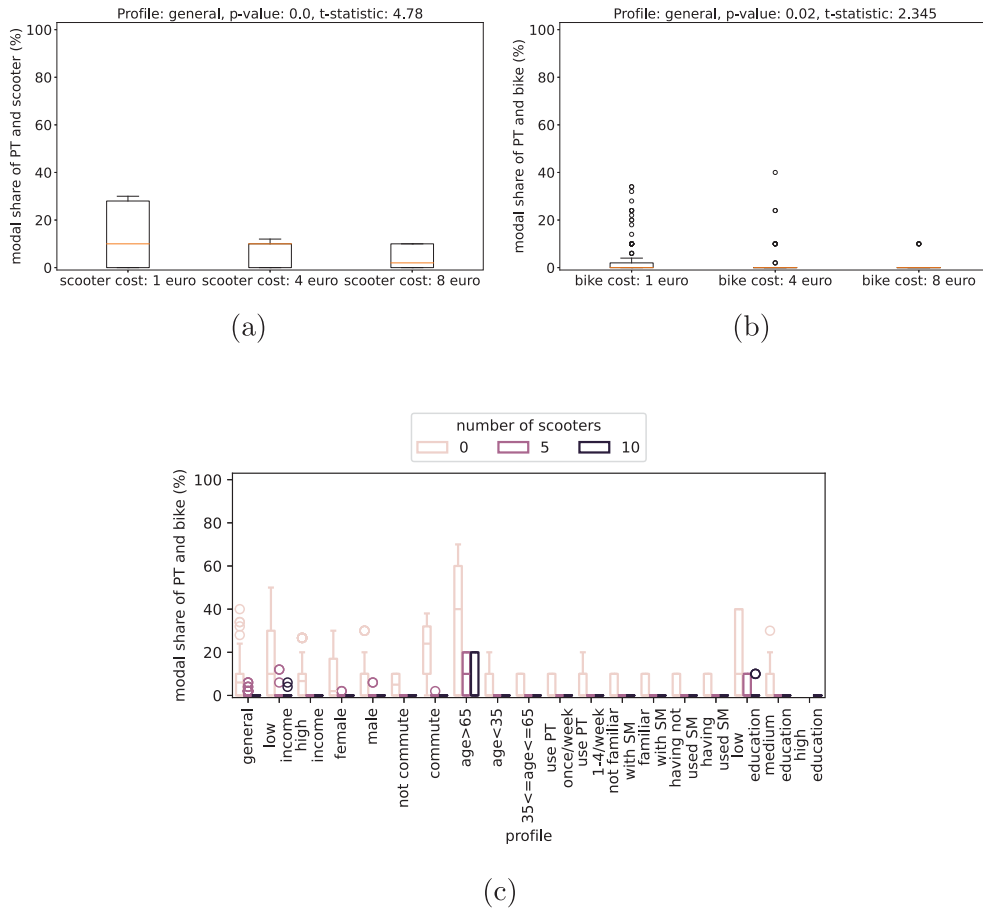 Profile: general, p-value: 0.0, t-statistic: 4.78
modal share of PT and scooter (%)
100
80
60
40
20
0
scooter cost: 1 euro scooter cost: 4 euro scooter cost: 8 euro
(a)
Profile: general, p-value: 0.02, t-statistic: 2.345
modal share of PT and bike (%)
100
80
60
40
20
0
bike cost: 1 euro bike cost: 4 euro bike cost: 8 euro
(b)
number of scooters
0 5 10
modal share of PT and bike (%)
100
80
60
40
20
0
general
low
income
high
income
female
male
not commute
commute
age>65
age<35
35<=age<=65
use PT
once/week
use PT
1-4/week
not familiar
with SM
familiar
with SM
having not
used SM
having
used SM
low
education
medium
education
high
education
profile
(c)